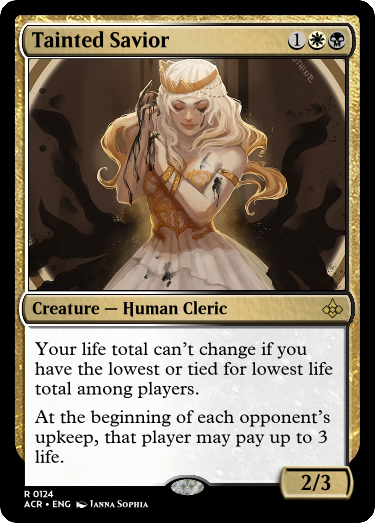 Tainted Savior
1
Creature — Human Cleric
Your life total can't change if you
have the lowest or tied for lowest life
total among players.
At the beginning of each opponent's
upkeep, that player may pay up to 3
life.
2/3
R 0124
ACR • ENG Janna Sophia